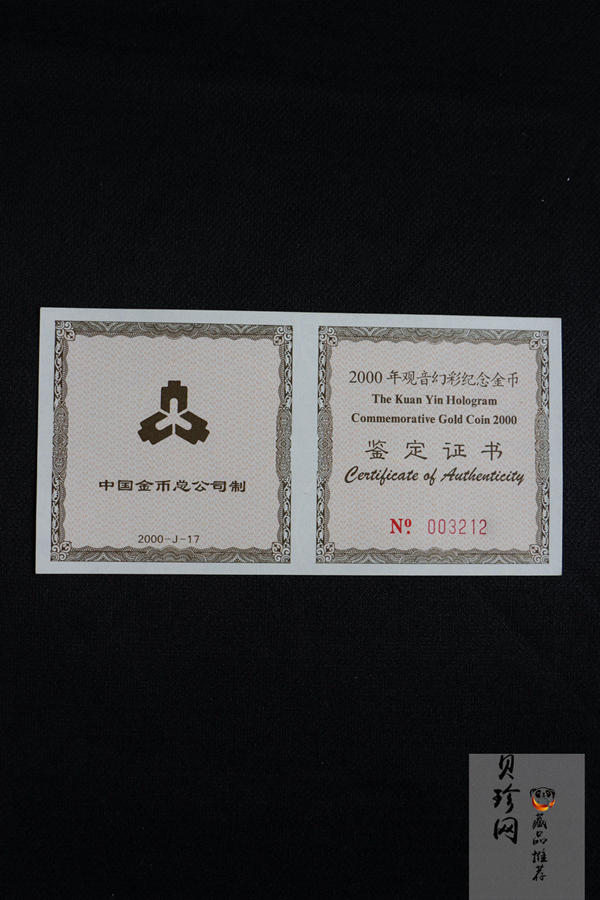 中国金币总公司制
2000-J-17
2000年观音幻彩纪念金币
The Kuan Yin Hologram
Commemorative Gold Coin 2000
鉴定证书
Certificate of Authenticity
Nº. 003212
贝珍网
藏品推荐